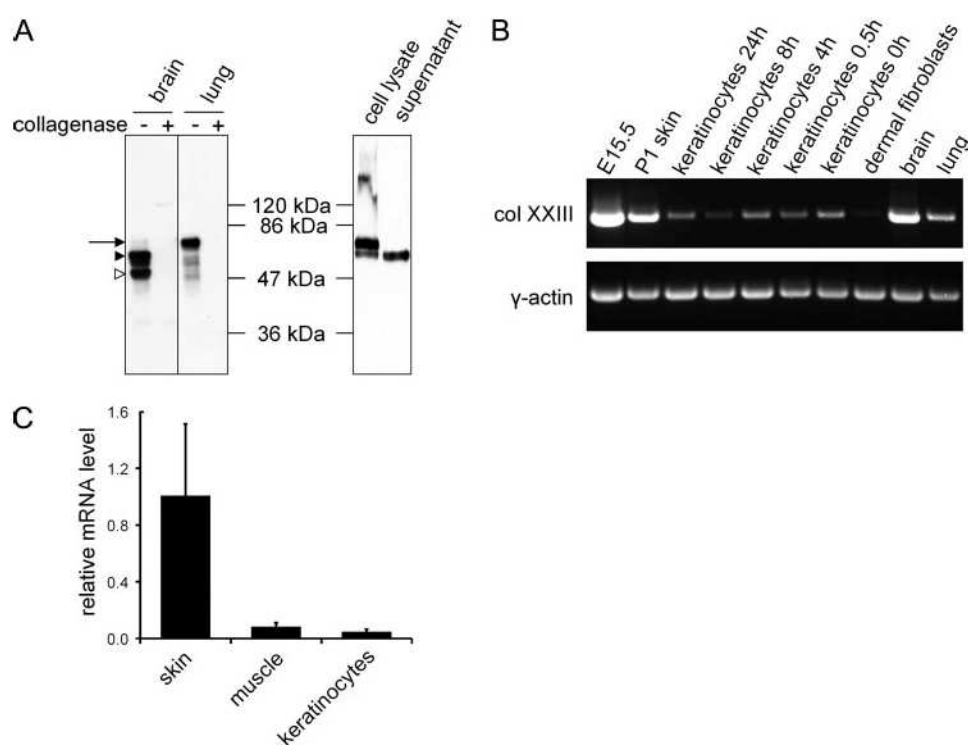 A
brain
lung
collagenase - + - +
120 kDa
86 kDa
47 kDa
36 kDa
cell lysate
supernatant
B
E15.5
P1 skin
keratinocytes 24h
keratinocytes 8h
keratinocytes 4h
keratinocytes 0.5h
keratinocytes 0h
dermal fibroblasts
brain
lung
col XXIII
γ-actin
C
relative mRNA level
1.6
1.2
0.8
0.4
0.0
skin
muscle
keratinocytes